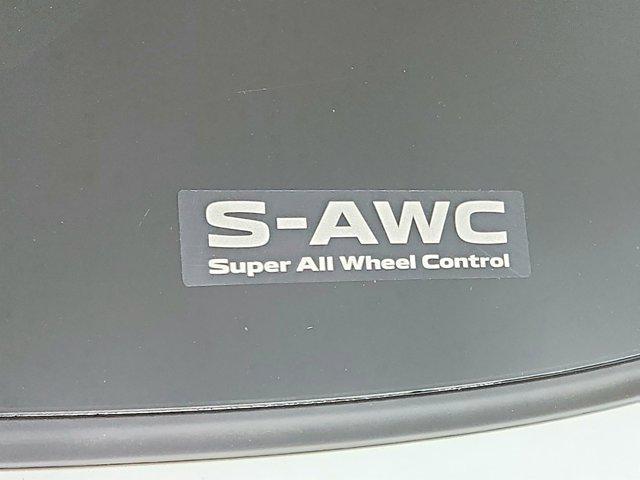 S-AWC
Super All Wheel Control